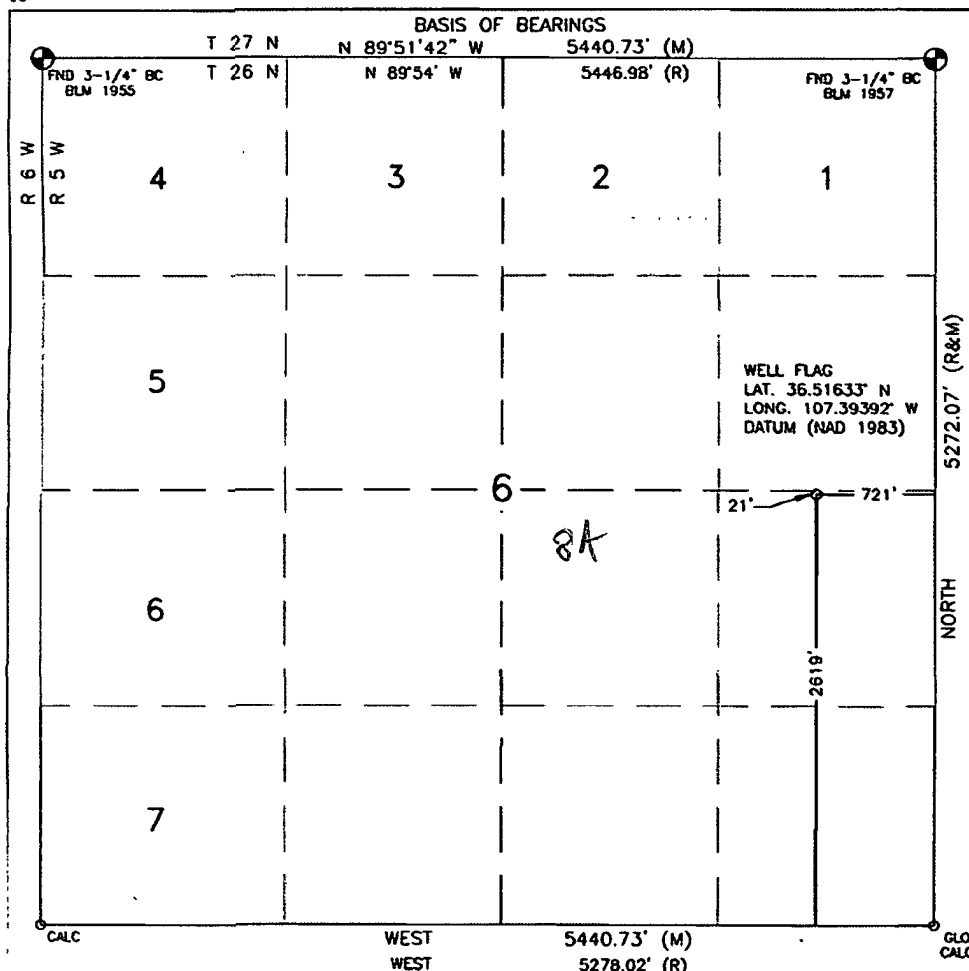 BASIS OF BEARINGS
T 27 N N 89°51'42" W 5440.73' (M)
T 26 N N 89°54' W 5446.98' (R)
FND 3-1/4" BC
BLM 1955
FND 3-1/4" BC
BLM 1957
R 6 W
R 5 W
4 3 2 1
5
WELL FLAG
LAT. 36.51633° N
LONG. 107.39392° W
DATUM (NAD 1983)
5272.07' (R&M)
6
21' 721'
8A
6
NORTH
2619'
7
CALC
WEST 5440.73' (M)
WEST 5278.02' (R)
GLO
CALC